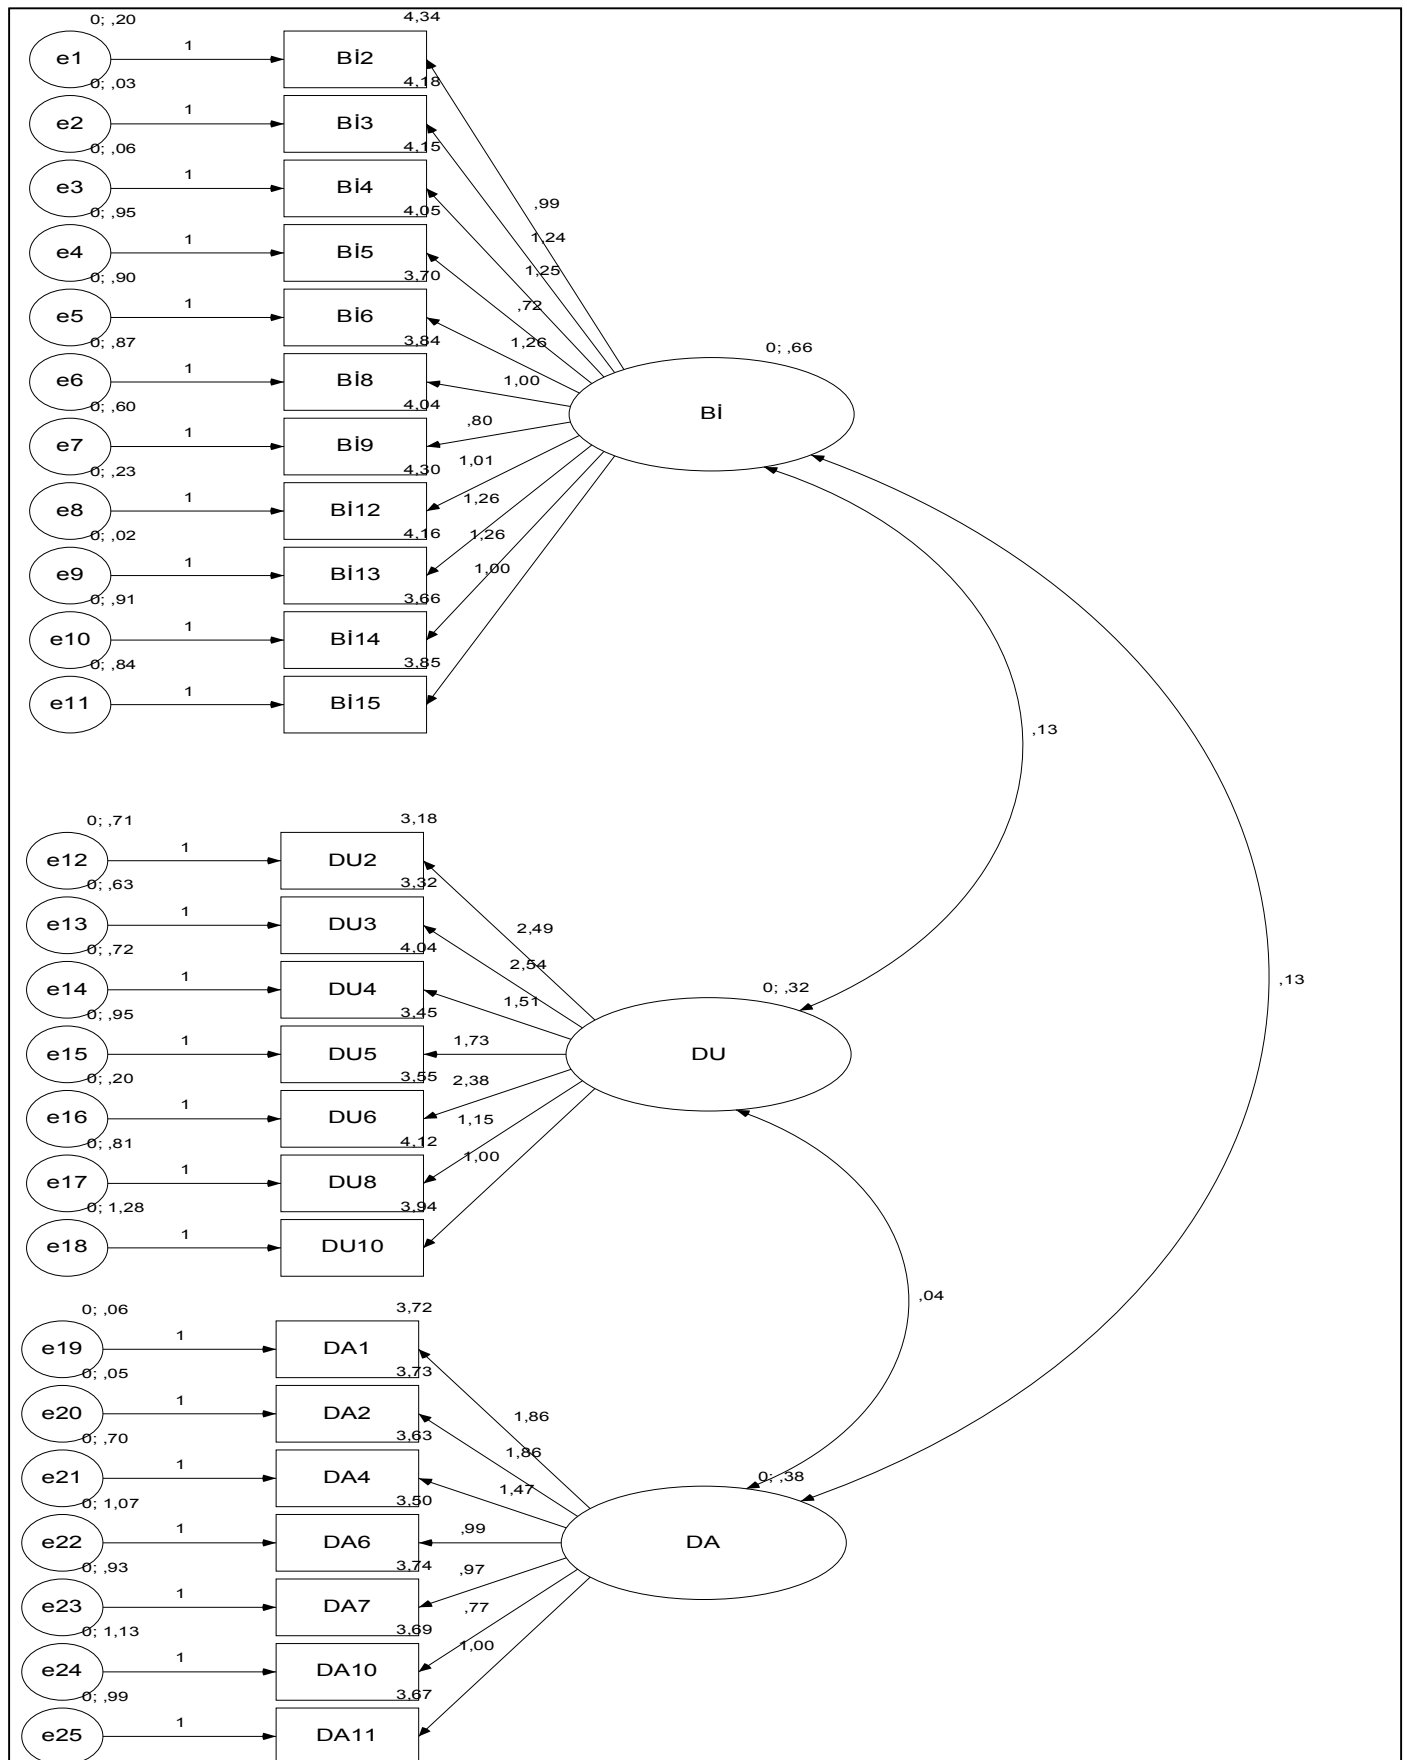 0; ,20 4,34
e1 1 Bİ2
0; ,03 4,18
e2 1 Bİ3
0; ,06 4,15
e3 1 Bİ4
0; ,95 4,05
,99
e4 1 Bİ5
1,24
0; ,90 3,70
1,25
e5 1 Bİ6
,72
0; ,87 3,84
1,26
0; ,66
e6 1 Bİ8
1,00
0; ,60 4,04
,80
Bİ
e7 1 Bİ9
1,01
0; ,23 4,30
1,26
e8 1 Bİ12
0; ,02 4,16
1,26
e9 1 Bİ13
1,00
0; ,91 3,66
e10 1 Bİ14
0; ,84 3,85
e11 1 Bİ15
,13
0; ,71 3,18
e12 1 DU2
0; ,63 3,32
e13 1 DU3
2,49
0; ,72 4,04
2,54
e14 1 DU4
1,51
0; ,32
,13
0; ,95 3,45
e15 1 DU5
1,73
DU
0; ,20 3,55
2,38
e16 1 DU6
1,15
0; ,81 4,12
1,00
e17 1 DU8
0; 1,28 3,94
e18 1 DU10
,04
0; ,06 3,72
e19 1 DA1
0; ,05 3,73
e20 1 DA2
1,86
0; ,70 3,63
1,86
e21 1 DA4
1,47
0; ,38
0; 1,07 3,50
e22 1 DA6
,99
DA
0; ,93 3,74
,97
e23 1 DA7
,77
0; 1,13 3,69
1,00
e24 1 DA10
0; ,99 3,67
e25 1 DA11